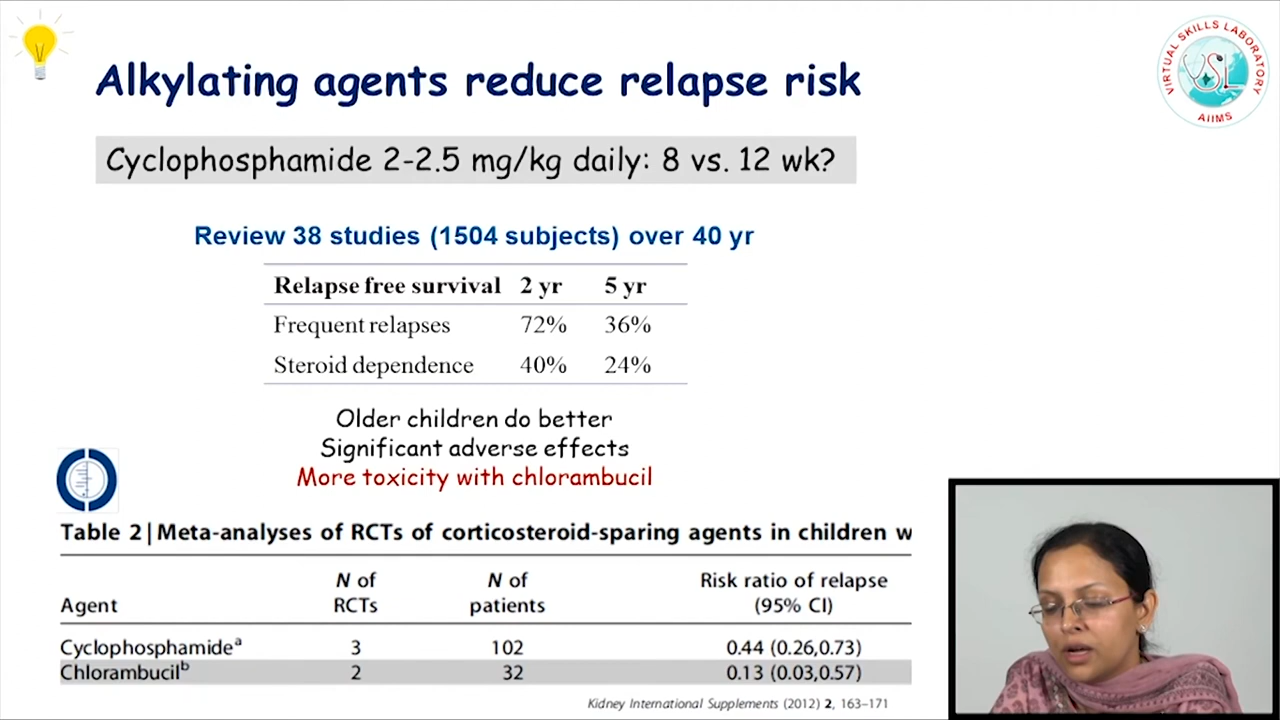 Alkylating agents reduce relapse risk
VIRTUAL SKILLS LABORATORY
VSL
AIIMS
Cyclophosphamide 2-2.5 mg/kg daily: 8 vs. 12 wk?
Review 38 studies (1504 subjects) over 40 yr
Relapse free survival 2 yr 5 yr
Frequent relapses 72% 36%
Steroid dependence 40% 24%
Older children do better
Significant adverse effects
More toxicity with chlorambucil
Table 2 | Meta-analyses of RCTs of corticosteroid-sparing agents in children w
N of N of Risk ratio of relapse
Agent RCTs patients (95% CI)
Cyclophosphamideᵃ 3 102 0.44 (0.26,0.73)
Chlorambucilᵇ 2 32 0.13 (0.03,0.57)
Kidney International Supplements (2012) 2, 163–171